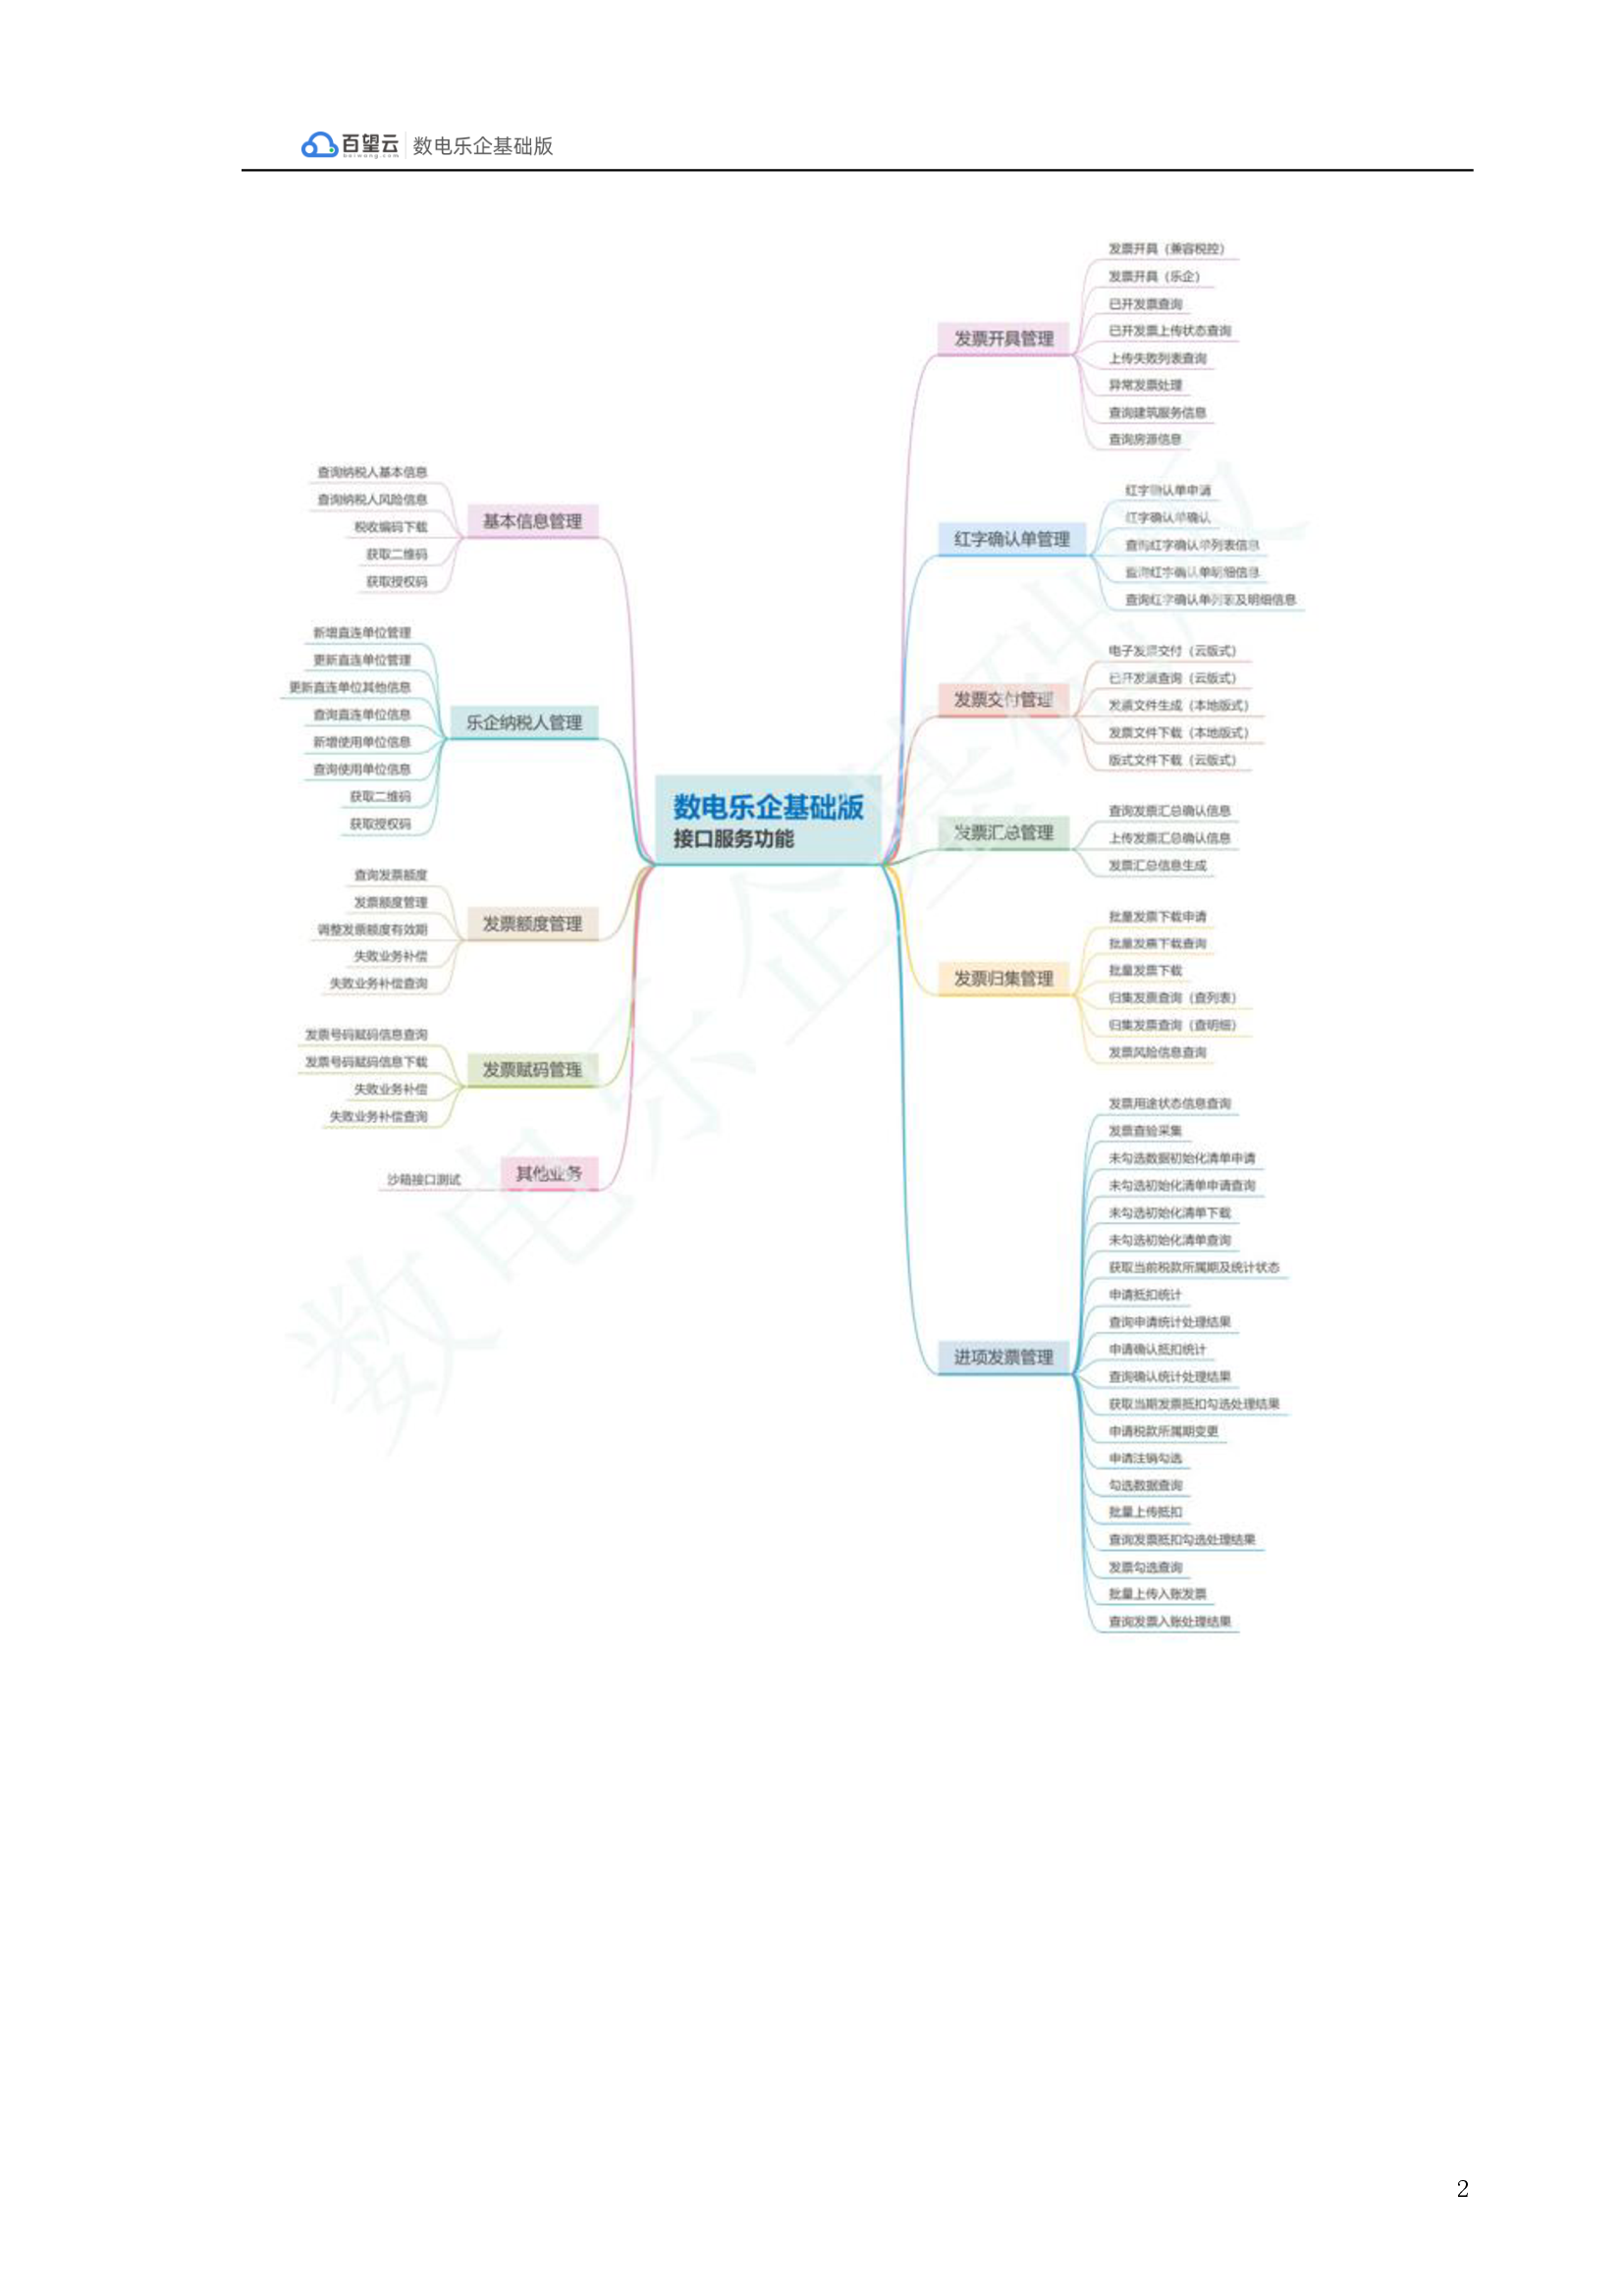 百望云
baiwang.com
数电乐企基础版
数电乐企基础版
接口服务功能
基本信息管理
查询纳税人基本信息
查询纳税人风险信息
税收编码下载
获取二维码
获取授权码
乐企纳税人管理
新增直连单位管理
更新直连单位管理
更新直连单位其他信息
查询直连单位信息
新增使用单位信息
查询使用单位信息
获取二维码
获取授权码
发票额度管理
查询发票额度
发票额度管理
调整发票额度有效期
失败业务补偿
失败业务补偿查询
发票赋码管理
发票号码赋码信息查询
发票号码赋码信息下载
失败业务补偿
失败业务补偿查询
其他业务
沙箱接口测试
发票开具管理
发票开具（兼容税控）
发票开具（乐企）
已开发票查询
已开发票上传状态查询
上传失败列表查询
异常发票处理
查询建筑服务信息
查询房源信息
红字确认单管理
红字确认单申请
红字确认单确认
查询红字确认单列表信息
查询红字确认单明细信息
查询红字确认单列表及明细信息
发票交付管理
电子发票交付（云版式）
已开发票查询（云版式）
发票文件生成（本地版式）
发票文件下载（本地版式）
版式文件下载（云版式）
发票汇总管理
查询发票汇总确认信息
上传发票汇总确认信息
发票汇总信息生成
发票归集管理
批量发票下载申请
批量发票下载查询
批量发票下载
归集发票查询（查列表）
归集发票查询（查明细）
发票风险信息查询
进项发票管理
发票用途状态信息查询
发票查验采集
未勾选数据初始化清单申请
未勾选初始化清单申请查询
未勾选初始化清单下载
未勾选初始化清单查询
获取当前税款所属期及统计状态
申请抵扣统计
查询申请统计处理结果
申请确认抵扣统计
查询确认统计处理结果
获取当期发票抵扣勾选处理结果
申请税款所属期变更
申请注销勾选
勾选数据查询
批量上传抵扣
查询发票抵扣勾选处理结果
发票勾选查询
批量上传入账发票
查询发票入账处理结果
数电乐企基础版
2